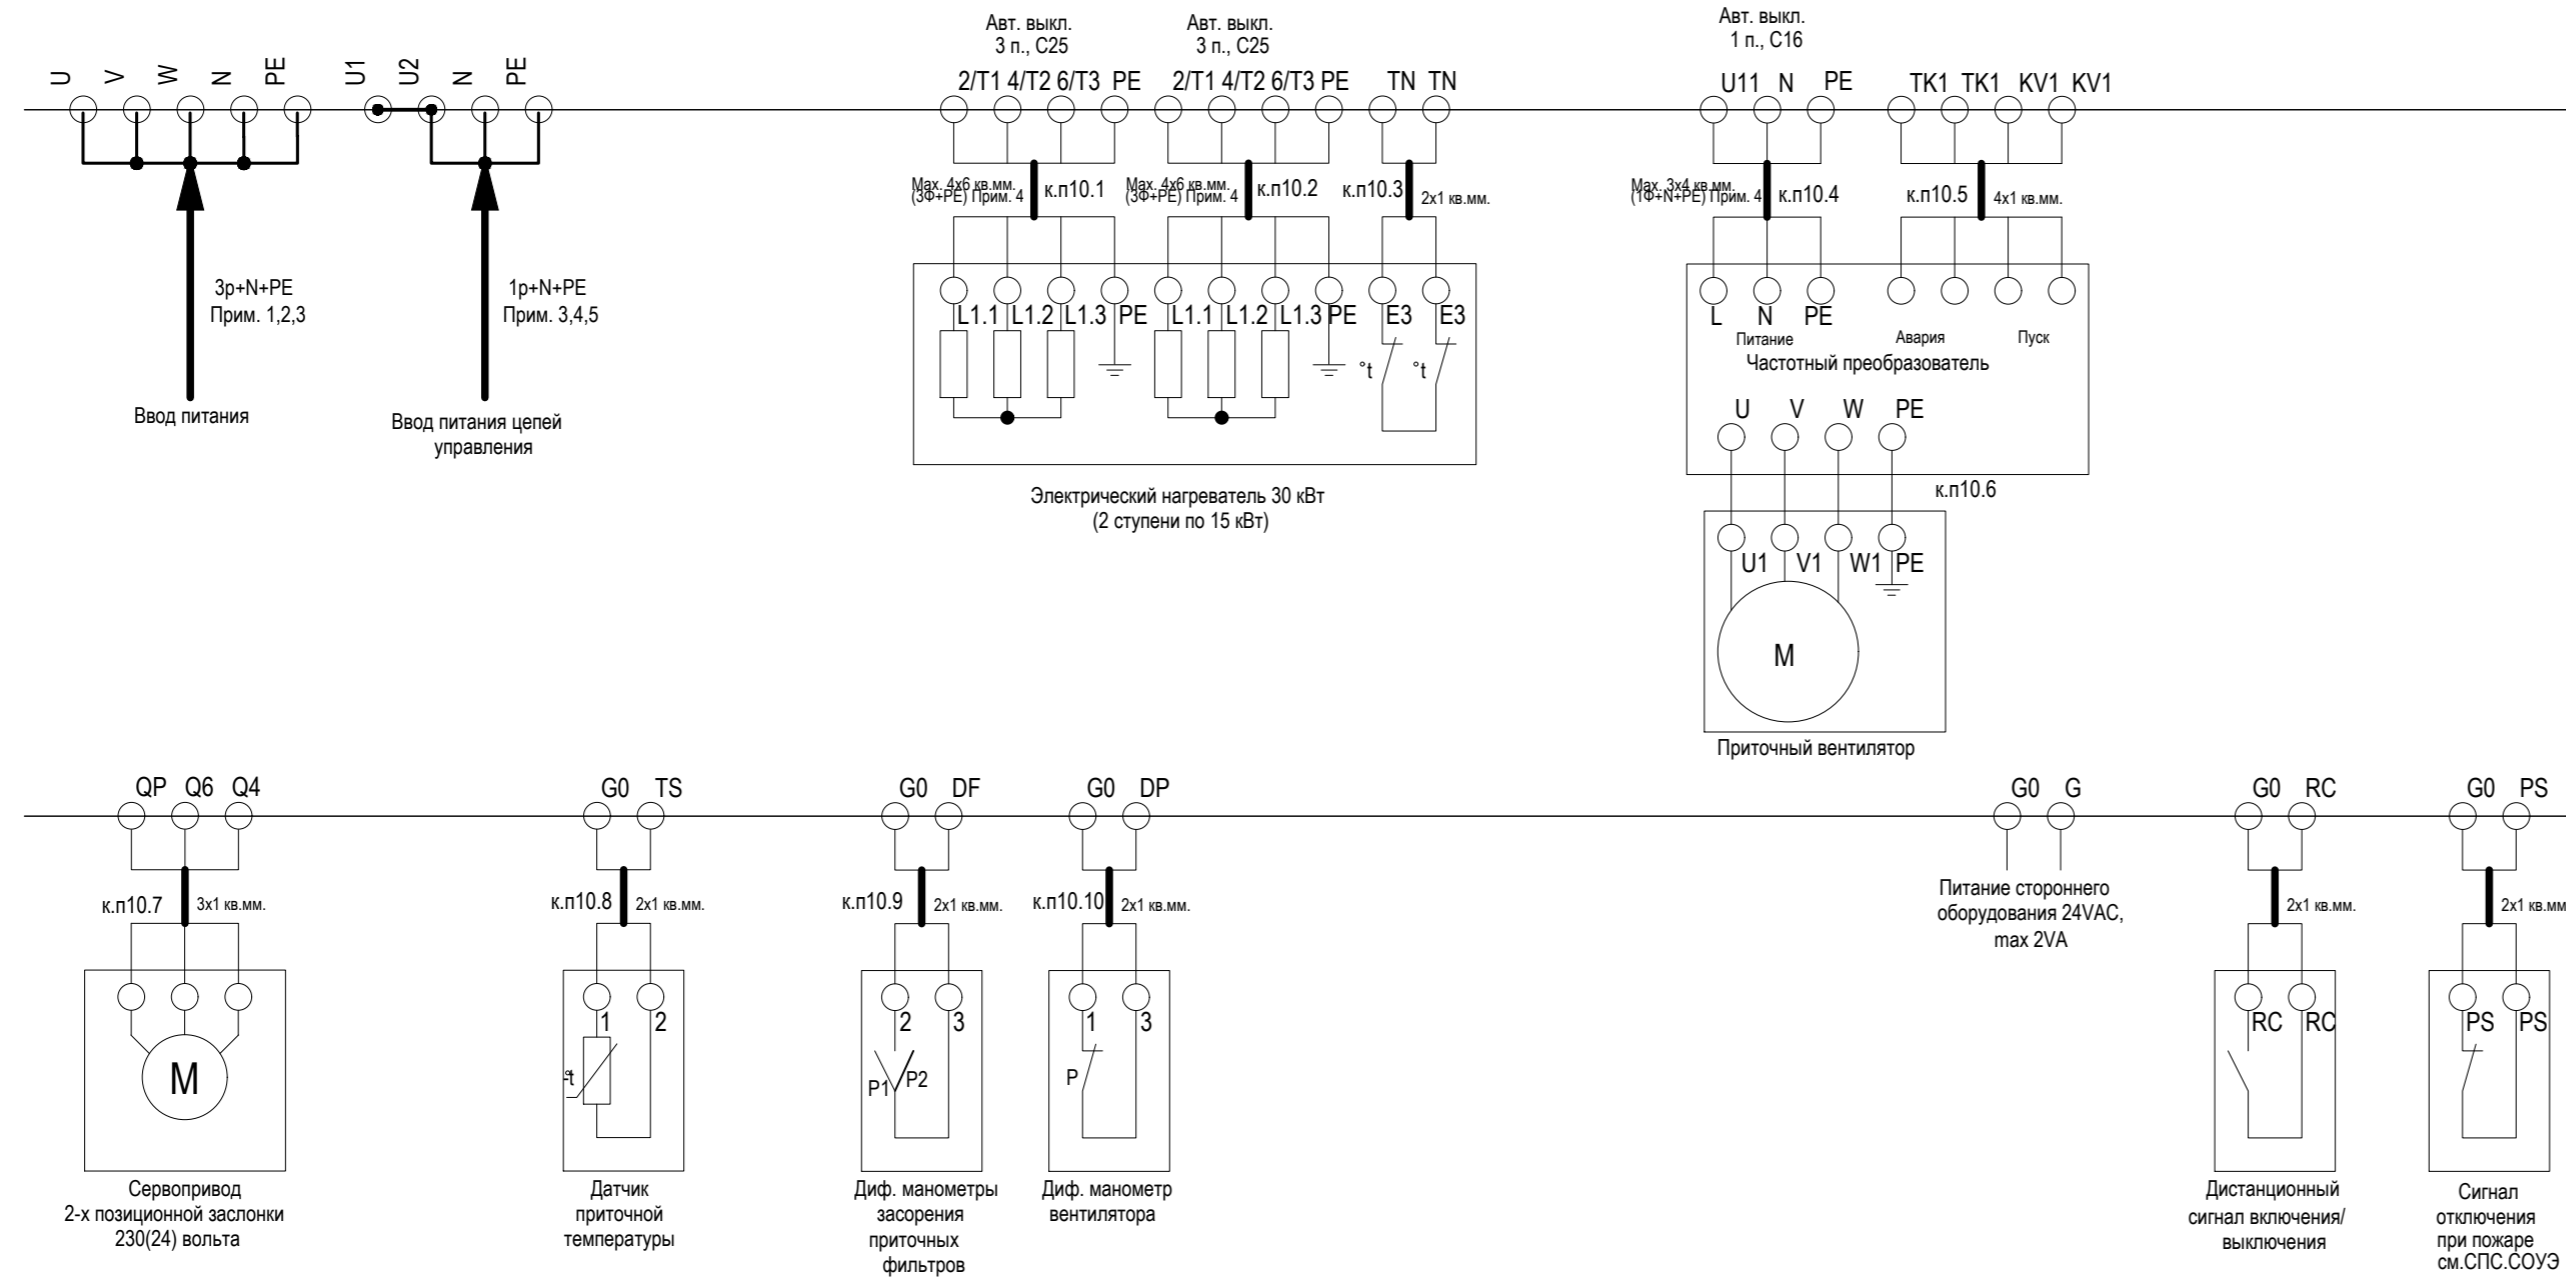 Авт. выкл.
3 п., С25
Авт. выкл.
3 п., С25
Авт. выкл.
1 п., С16
U V W N PE U1 U2 N PE
2/T1 4/T2 6/T3 PE 2/T1 4/T2 6/T3 PE TN TN
U11 N PE TK1 TK1 KV1 KV1
Max. 4x6 кв.мм.
(3Ф+PE) Прим. 4
к.п10.1
Max. 4x6 кв.мм.
(3Ф+PE) Прим. 4
к.п10.2
к.п10.3
2x1 кв.мм.
Max. 3x4 кв.мм.
(1Ф+N+PE) Прим. 4
к.п10.4
к.п10.5
4x1 кв.мм.
3p+N+PE
Прим. 1,2,3
1p+N+PE
Прим. 3,4,5
Ввод питания
Ввод питания цепей
управления
L1.1 L1.2 L1.3 PE L1.1 L1.2 L1.3 PE E3 E3
°t °t
Электрический нагреватель 30 кВт
(2 ступени по 15 кВт)
L N PE
Питание
Авария
Пуск
Частотный преобразователь
U V W PE
к.п10.6
U1 V1 W1 PE
M
Приточный вентилятор
QP Q6 Q4 G0 TS G0 DF G0 DP G0 G G0 RC G0 PS
к.п10.7
3x1 кв.мм.
к.п10.8
2x1 кв.мм.
к.п10.9
2x1 кв.мм.
к.п10.10
2x1 кв.мм.
Питание стороннего
оборудования 24VAC,
max 2VA
2x1 кв.мм.
2x1 кв.мм
M
1 2
-t°
2 3
P1 P2
1 3
P
RC RC
PS PS
Сервопривод
2-х позиционной заслонки
230(24) вольта
Датчик
приточной
температуры
Диф. манометры
засорения
приточных
фильтров
Диф. манометр
вентилятора
Дистанционный
сигнал включения/
выключения
Сигнал
отключения
при пожаре
см.СПС.СОУЭ